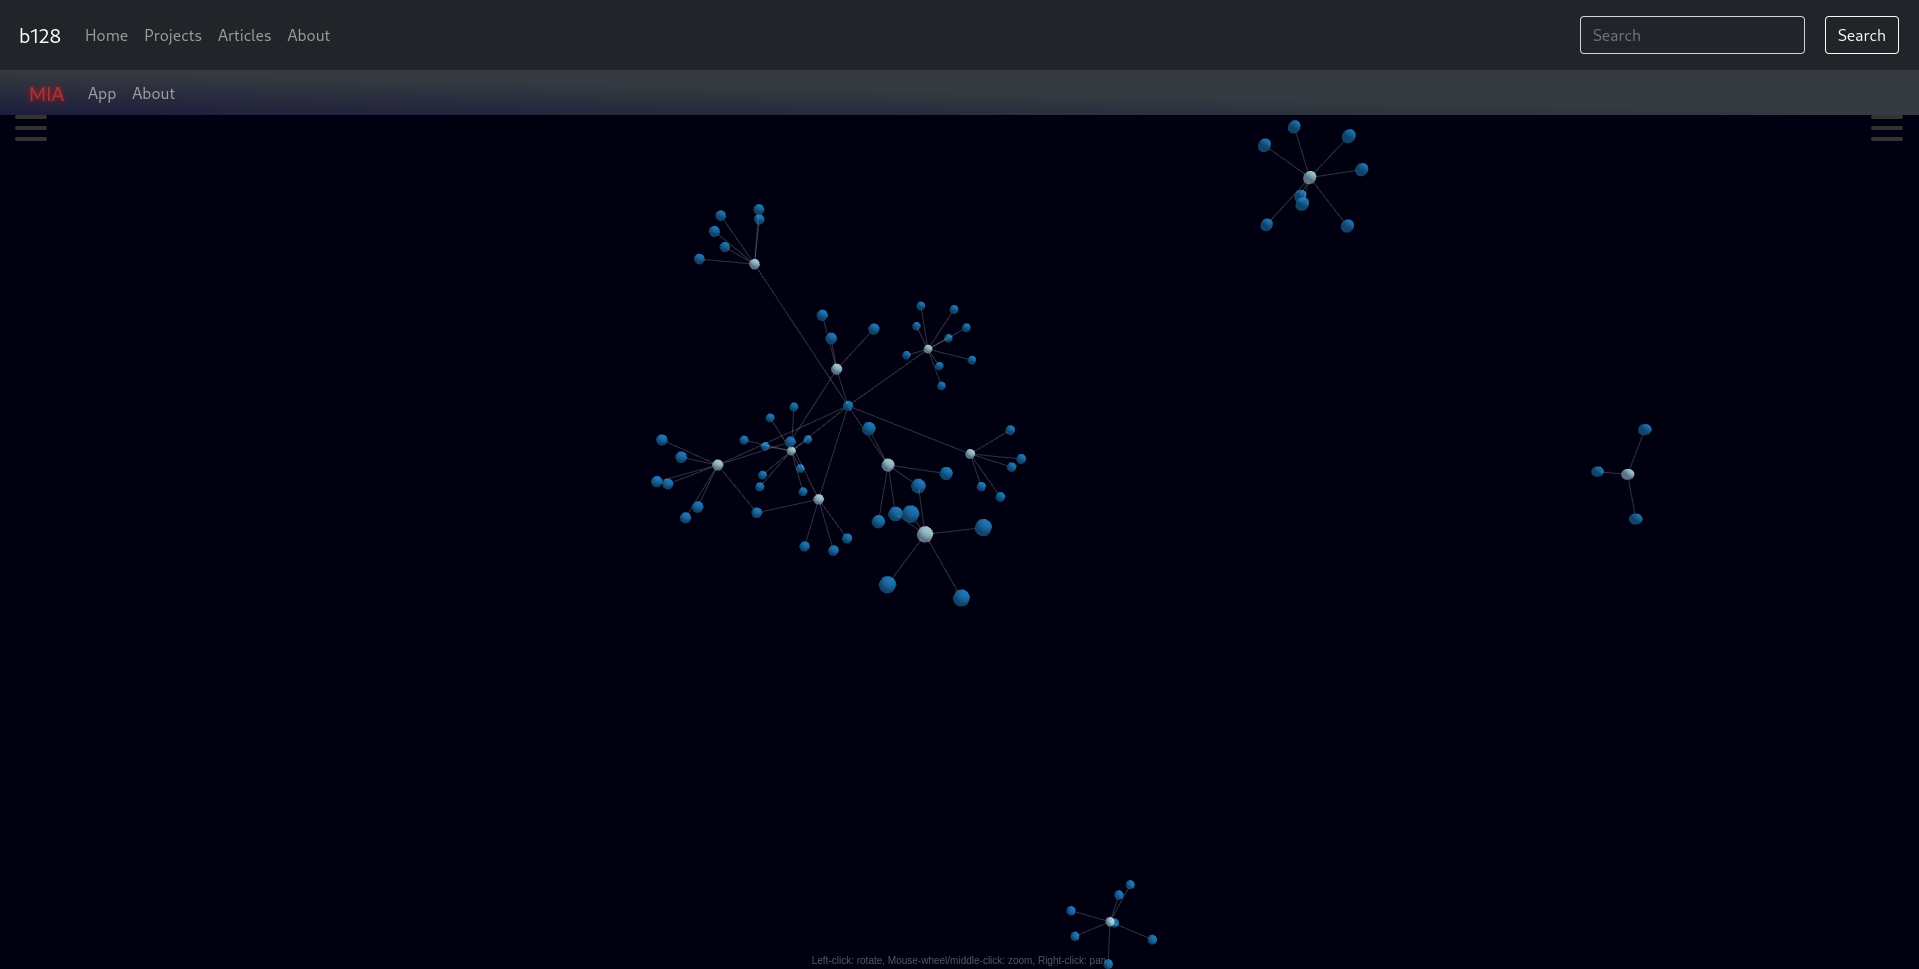 b128 Home Projects Articles About Search Search
MIA App About
Left-click: rotate, Mouse-wheel/middle-click: zoom, Right-click: pan